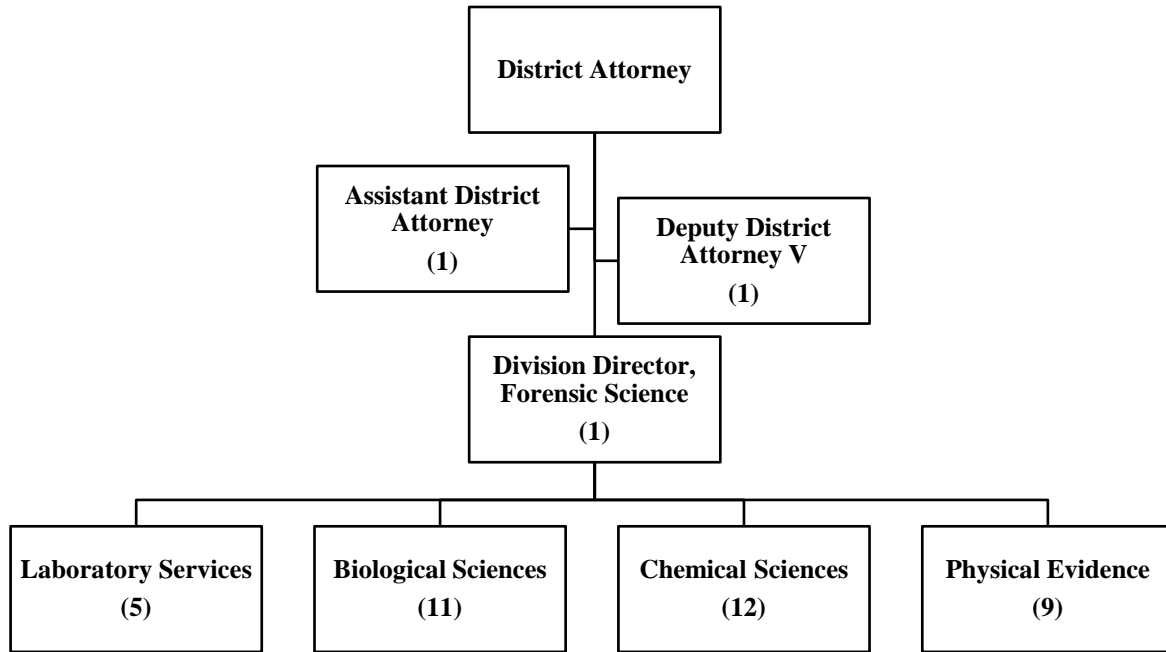 District Attorney
Assistant District
Attorney
(1)
Deputy District
Attorney V
(1)
Division Director,
Forensic Science
(1)
Laboratory Services
(5)
Biological Sciences
(11)
Chemical Sciences
(12)
Physical Evidence
(9)